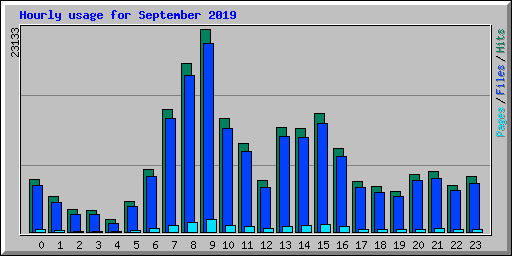 Hourly usage for September 2019
23133
Pages/Files/Hits
0 1 2 3 4 5 6 7 8 9 10 11 12 13 14 15 16 17 18 19 20 21 22 23